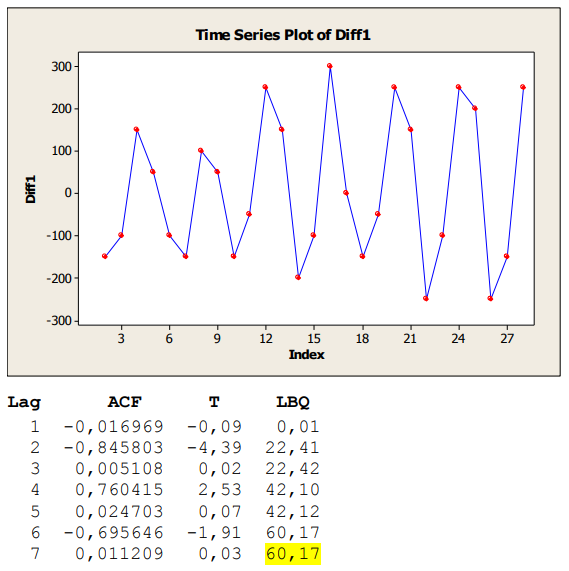 Time Series Plot of Diff1
300
200
100
0
-100
-200
-300
Diff1
3 6 9 12 15 18 21 24 27
Index
Lag ACF T LBQ
1 -0,016969 -0,09 0,01
2 -0,845803 -4,39 22,41
3 0,005108 0,02 22,42
4 0,760415 2,53 42,10
5 0,024703 0,07 42,12
6 -0,695646 -1,91 60,17
7 0,011209 0,03 60,17